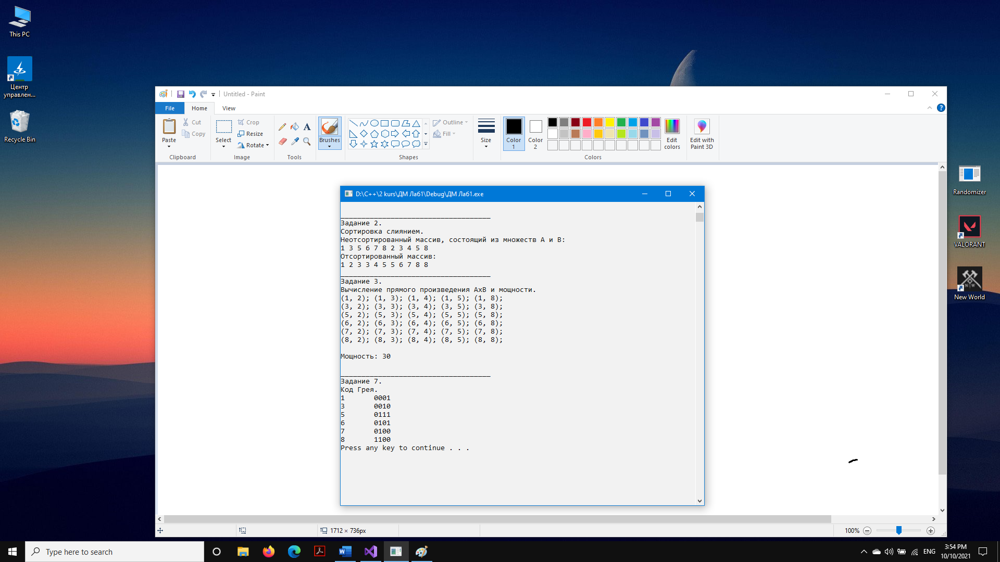 This PC
Центр
управлен...
Recycle Bin
Untitled - Paint
File
Home
View
Paste
Cut
Copy
Clipboard
Select
Crop
Resize
Rotate
Image
A
Tools
Brushes
Outline
Fill
Shapes
Size
Color
1
Color
2
Edit
colors
Colors
Edit with
Paint 3D
D:\C++\2 kurs\ДМ Лаб1\Debug\ДМ Лаб1.exe
____________________________________
Задание 2.
Сортировка слиянием.
Неотсортированный массив, состоящий из множеств А и В:
1 3 5 6 7 8 2 3 4 5 8
Отсортированный массив:
1 2 3 3 4 5 5 6 7 8 8
____________________________________
Задание 3.
Вычисление прямого произведения АхВ и мощности.
(1, 2); (1, 3); (1, 4); (1, 5); (1, 8);
(3, 2); (3, 3); (3, 4); (3, 5); (3, 8);
(5, 2); (5, 3); (5, 4); (5, 5); (5, 8);
(6, 2); (6, 3); (6, 4); (6, 5); (6, 8);
(7, 2); (7, 3); (7, 4); (7, 5); (7, 8);
(8, 2); (8, 3); (8, 4); (8, 5); (8, 8);
Мощность: 30
____________________________________
Задание 7.
Код Грея.
1 0001
3 0010
5 0111
6 0101
7 0100
8 1100
Press any key to continue . . .
1712 × 736px
100%
Randomizer
VALORANT
New World
Type here to search
ENG
3:54 PM
10/10/2021